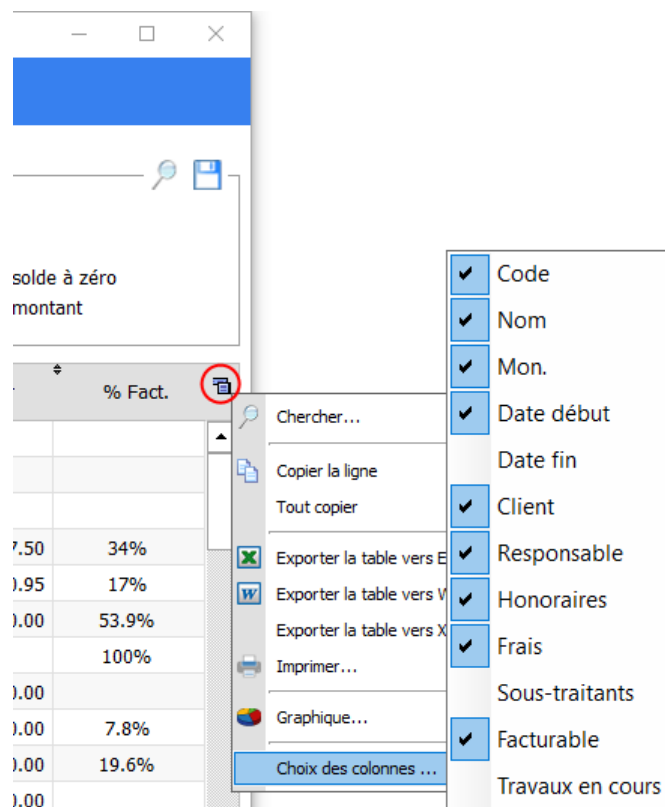 solde à zéro
montant
% Fact.
7.50 34%
0.95 17%
0.00 53.9%
100%
0.00
0.00 7.8%
0.00 19.6%
0.00
Chercher...
Copier la ligne
Tout copier
Exporter la table vers E
Exporter la table vers
Exporter la table vers X
Imprimer...
Graphique...
Choix des colonnes ...
Code
Nom
Mon.
Date début
Date fin
Client
Responsable
Honoraires
Frais
Sous-traitants
Facturable
Travaux en cours